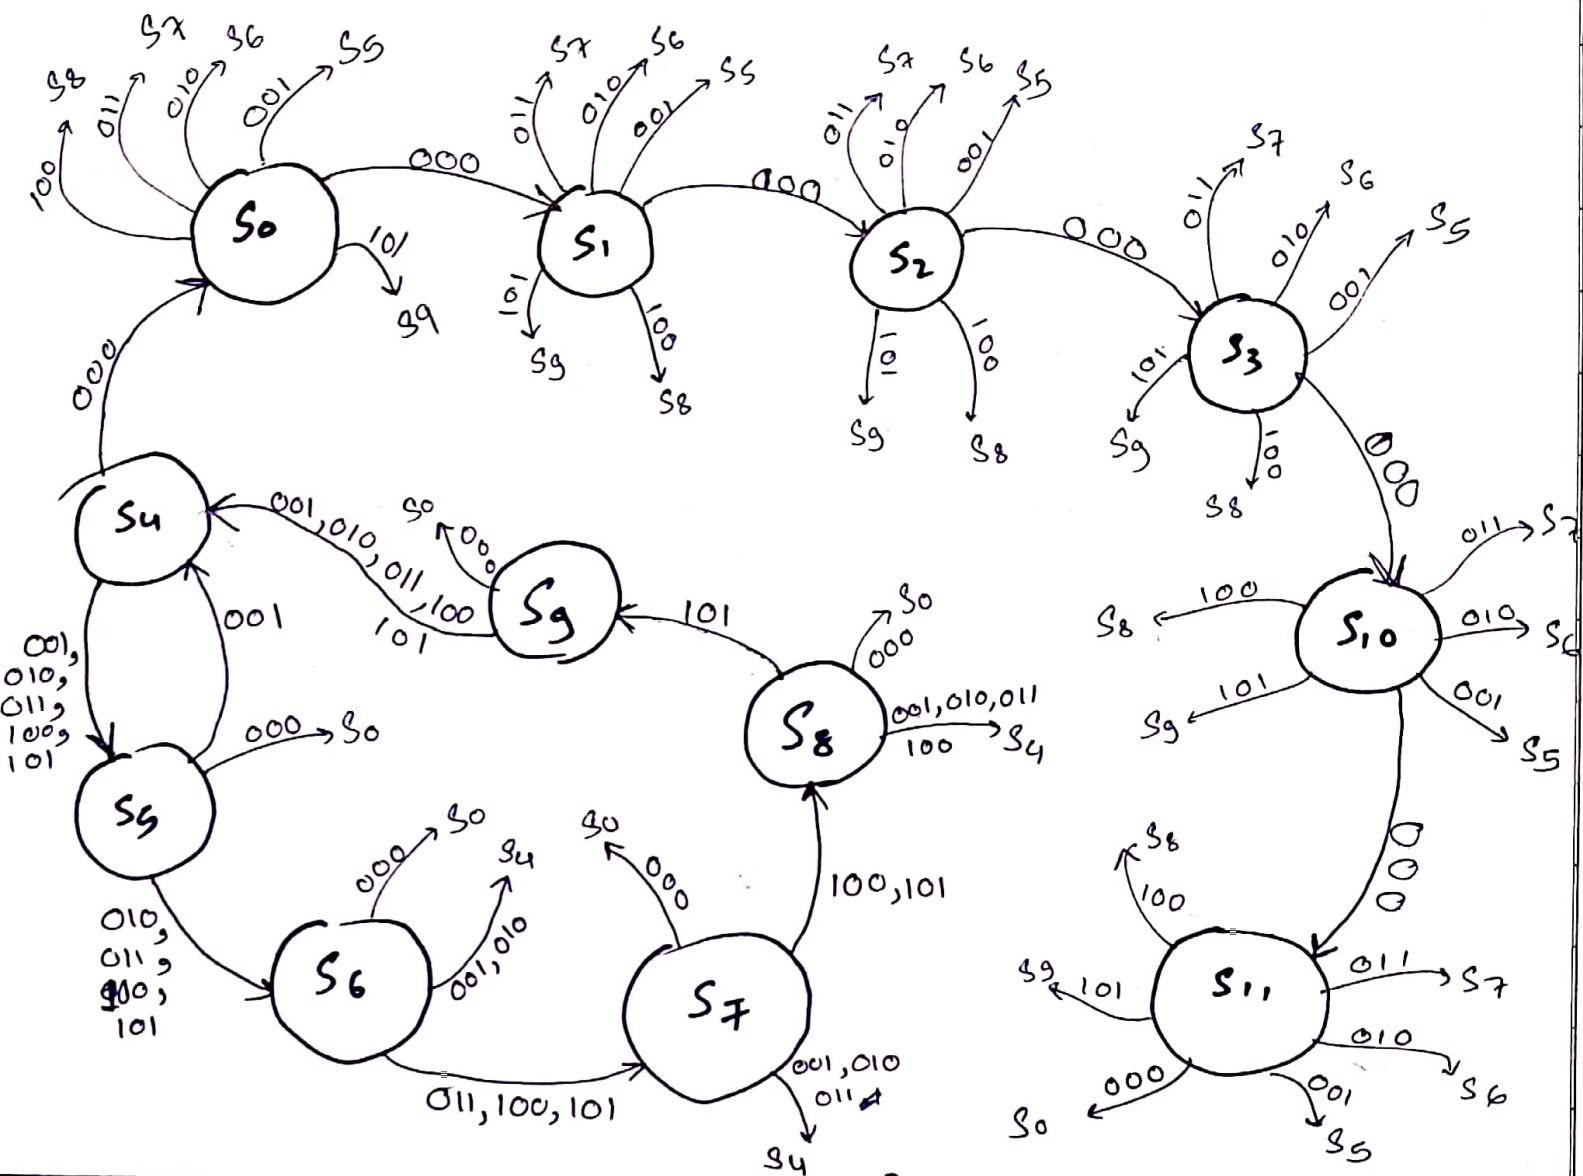 S7 S6 S5
S8
011 010 001
100
S0
000
101
S9
S7 S6 S5
011 010 001
S1
000
101 100
S9 S8
S7 S6 S5
011 010 001
S2
000
101 100
S9 S8
S7 S6 S5
011 010 001
S3
101
S9
100
S8
000
000
S4
001,010,011,100
101
001
001,
010,
011,
100,
101
S0
000
S9
101
S0
000
S8
001,010,011
100 S4
000 S0
S5
010,
011,
100,
101
S0
000
S4
001,010
S6
011,100,101
S0
000
S7
100,101
001,010
011
S4
011 S7
S8 100
S10
010 S6
101
S9
001
S5
000
S8
100
S9 101
S11
011 S7
010
S6
000
S0
001
S5